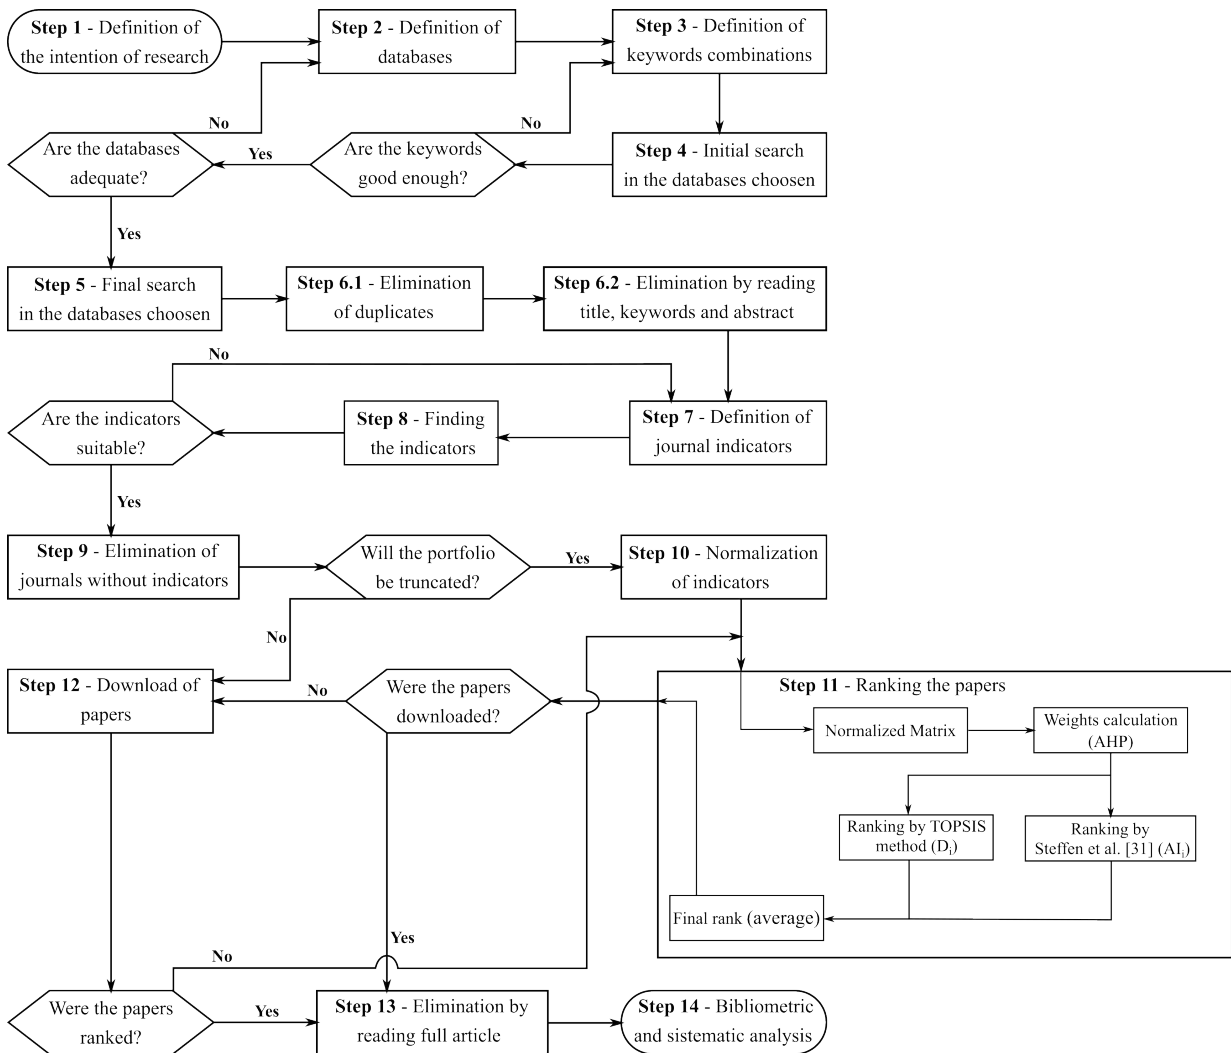 Step 1 - Definition of
the intention of research
Step 2 - Definition of
databases
Step 3 - Definition of
keywords combinations
No
No
Are the databases
adequate?
Yes
Are the keywords
good enough?
Step 4 - Initial search
in the databases choosen
Yes
Step 5 - Final search
in the databases choosen
Step 6.1 - Elimination
of duplicates
Step 6.2 - Elimination by reading
title, keywords and abstract
No
Are the indicators
suitable?
Step 8 - Finding
the indicators
Step 7 - Definition of
journal indicators
Yes
Step 9 - Elimination of
journals without indicators
Will the portfolio
be truncated?
Yes
Step 10 - Normalization
of indicators
No
Step 12 - Download of
papers
No
Were the papers
downloaded?
Step 11 - Ranking the papers
Normalized Matrix
Weights calculation
(AHP)
Ranking by TOPSIS
method (Di)
Ranking by
Steffen et al. [31] (AIi)
Final rank (average)
Yes
No
Were the papers
ranked?
Yes
Step 13 - Elimination by
reading full article
Step 14 - Bibliometric
and sistematic analysis